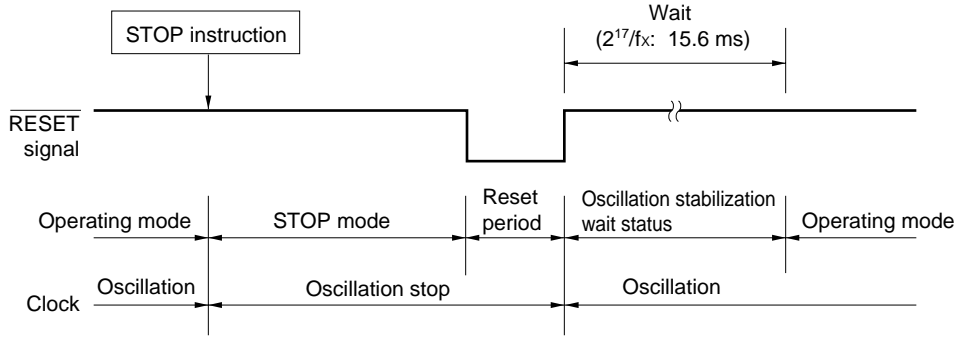 STOP instruction
Wait
(2¹⁷/fx: 15.6 ms)
RESET
signal
Operating mode
STOP mode
Reset
period
Oscillation stabilization
wait status
Operating mode
Clock
Oscillation
Oscillation stop
Oscillation